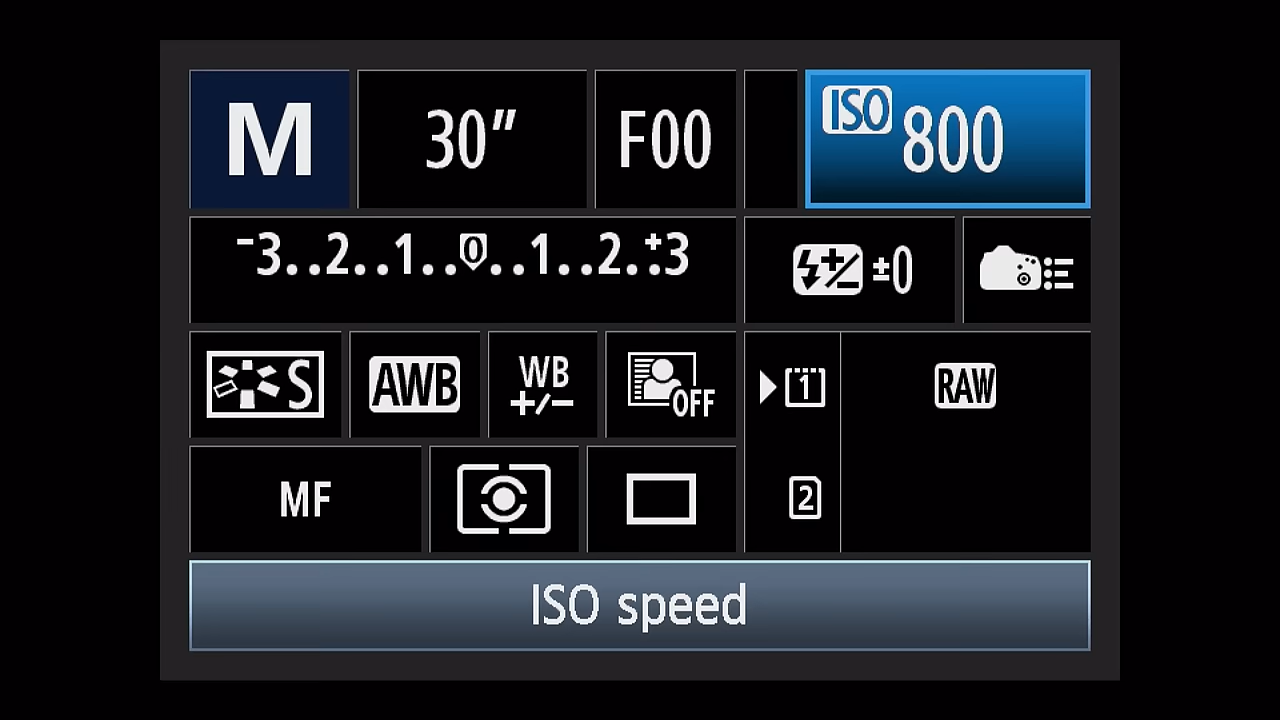 M 30" F00 ISO 800
-3..2..1..0..1..2..+3 +/- ±0
S AWB WB +/- OFF 1 RAW
MF 2
ISO speed